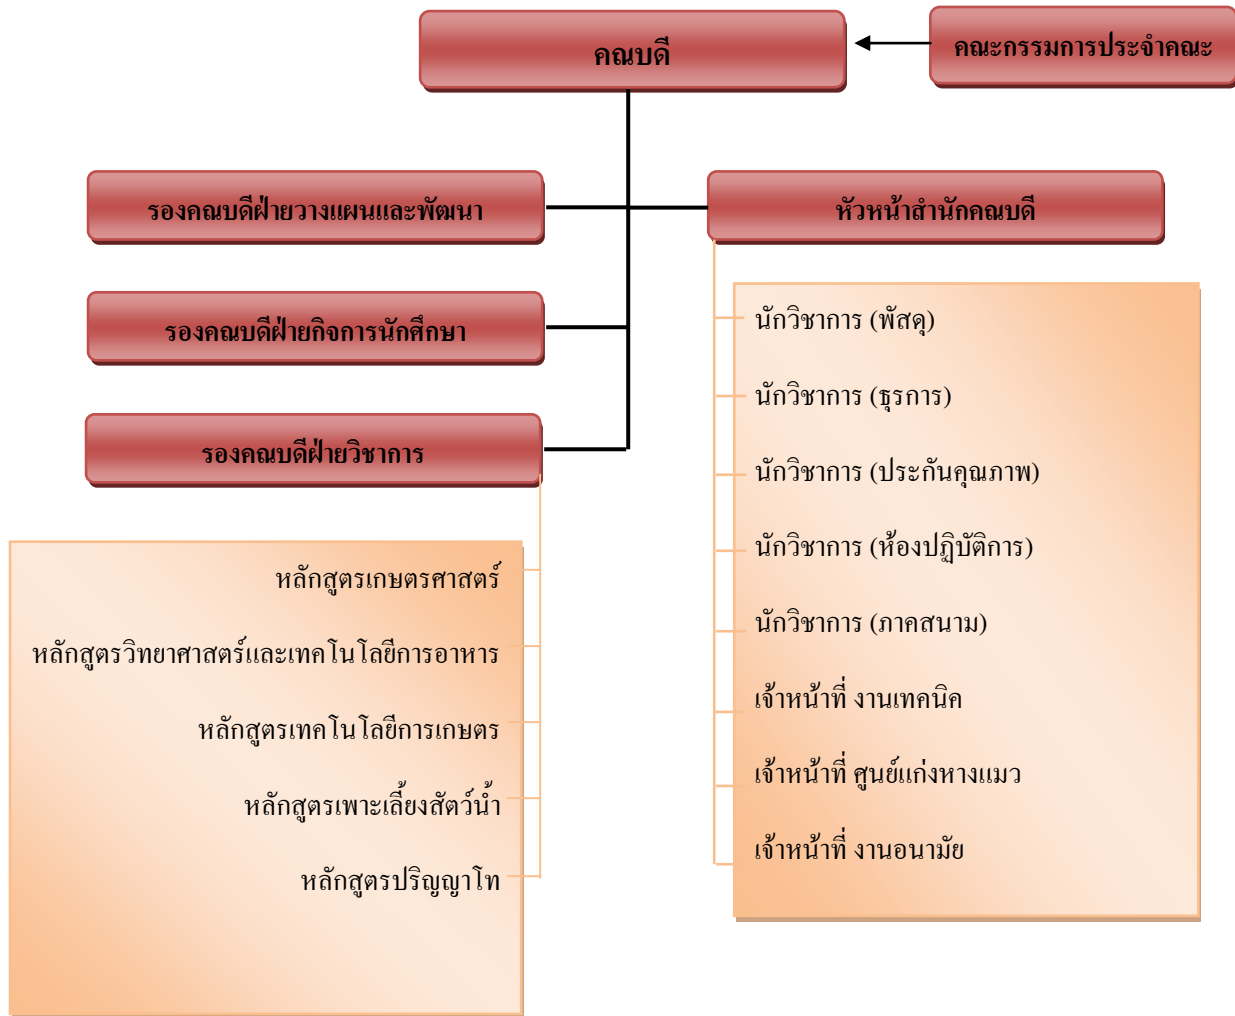 คณบดี
คณะกรรมการประจำคณะ
รองคณบดีฝ่ายวางแผนและพัฒนา
หัวหน้าสำนักคณบดี
รองคณบดีฝ่ายกิจการนักศึกษา
รองคณบดีฝ่ายวิชาการ
หลักสูตรเกษตรศาสตร์
หลักสูตรวิทยาศาสตร์และเทคโนโลยีการอาหาร
หลักสูตรเทคโนโลยีการเกษตร
หลักสูตรเพาะเลี้ยงสัตว์น้ำ
หลักสูตรปริญญาโท
นักวิชาการ (พัสดุ)
นักวิชาการ (ธุรการ)
นักวิชาการ (ประกันคุณภาพ)
นักวิชาการ (ห้องปฏิบัติการ)
นักวิชาการ (ภาคสนาม)
เจ้าหน้าที่ งานเทคนิค
เจ้าหน้าที่ ศูนย์แก่งหางแมว
เจ้าหน้าที่ งานอนามัย